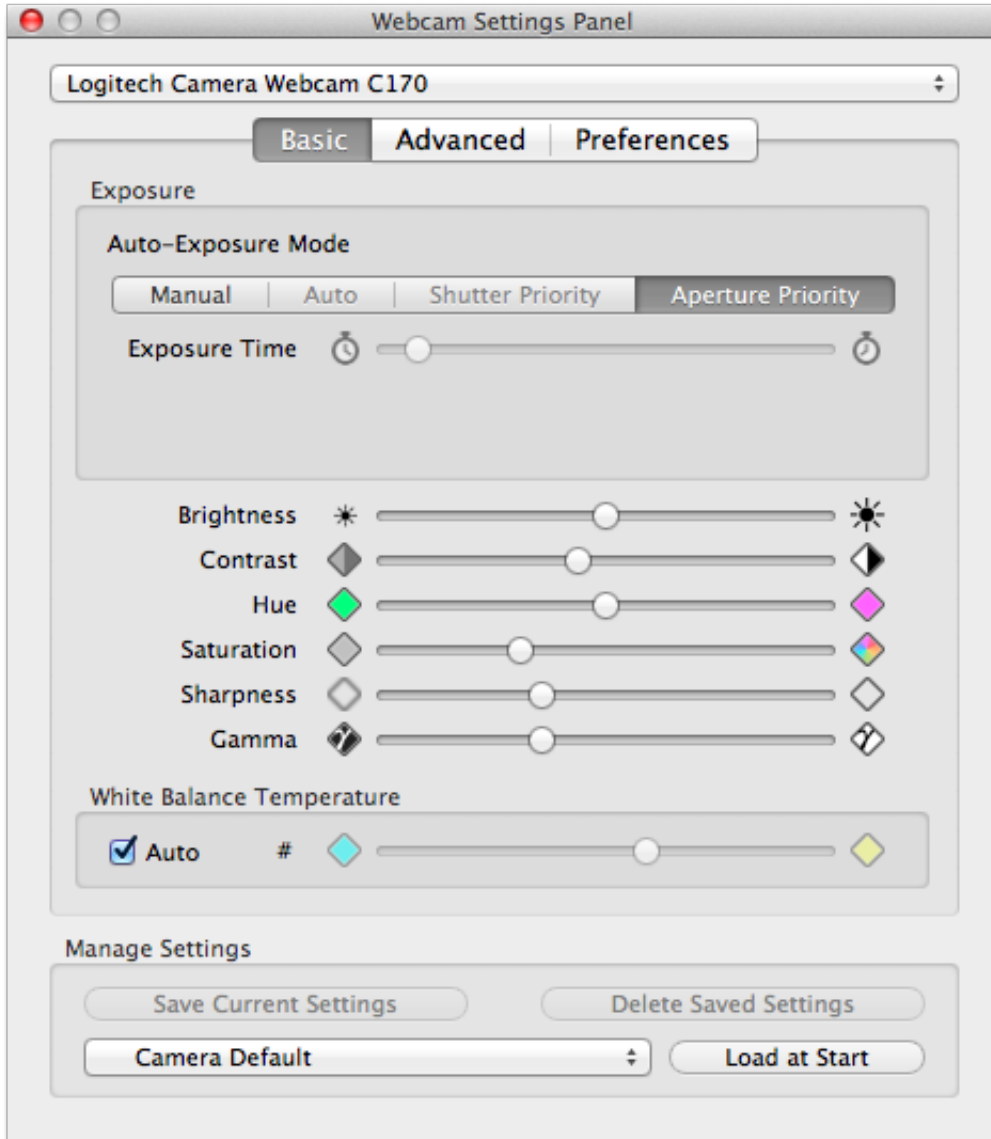 Webcam Settings Panel
Logitech Camera Webcam C170
Basic Advanced Preferences
Exposure
Auto-Exposure Mode
Manual Auto Shutter Priority Aperture Priority
Exposure Time
Brightness
Contrast
Hue
Saturation
Sharpness
Gamma
White Balance Temperature
Auto #
Manage Settings
Save Current Settings Delete Saved Settings
Camera Default Load at Start